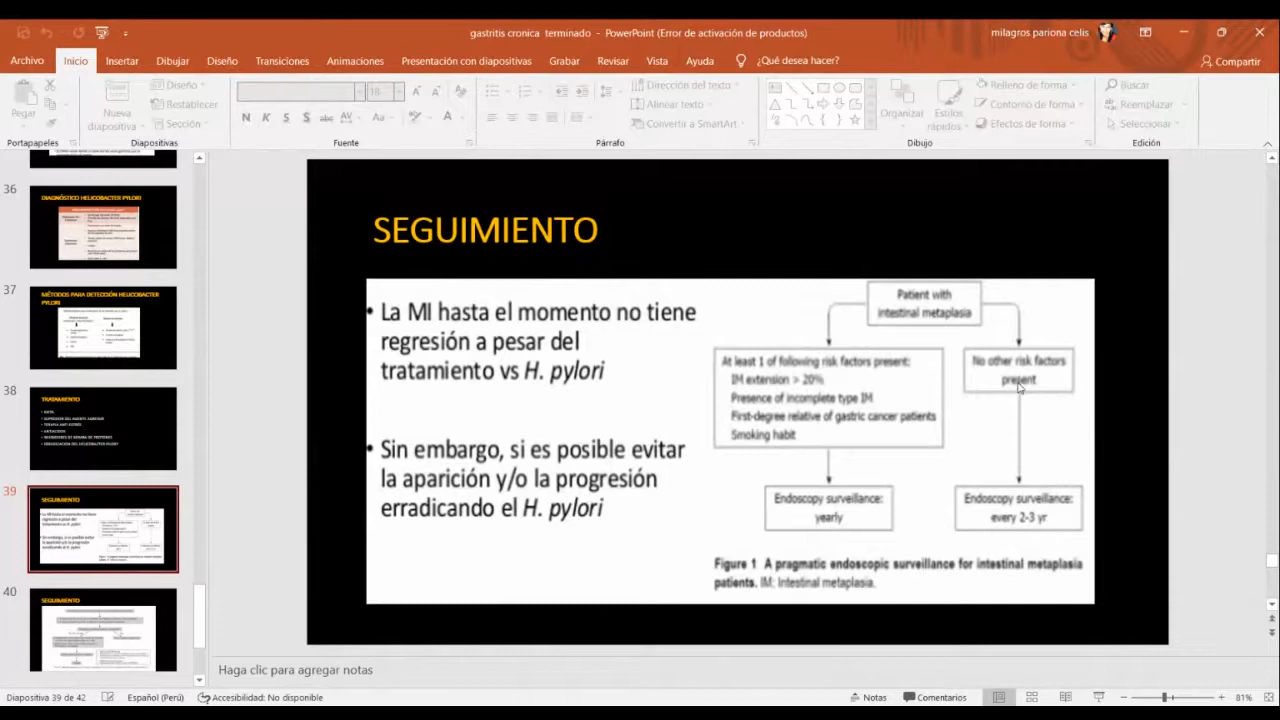 gastritis cronica terminado - PowerPoint (Error de activación de productos)
milagros pariona celis
Archivo Inicio Insertar Dibujar Diseño Transiciones Animaciones Presentación con diapositivas Grabar Revisar Vista Ayuda ¿Qué desea hacer? Compartir
Pegar
Nueva diapositiva
Diseño
Restablecer
Sección
18
N K S S abc AV Aa A
Dirección del texto
Alinear texto
Convertir a SmartArt
Organizar
Estilos rápidos
Relleno de forma
Contorno de forma
Efectos de forma
Buscar
Reemplazar
Seleccionar
Portapapeles Diapositivas Fuente Párrafo Dibujo Edición
36
DIAGNÓSTICO HELICOBACTER PYLORI
37
MÉTODOS PARA DETECCIÓN HELICOBACTER
PYLORI
38
TRATAMIENTO
39
SEGUIMIENTO
40
SEGUIMIENTO
SEGUIMIENTO
• La MI hasta el momento no tiene
regresión a pesar del
tratamiento vs H. pylori
• Sin embargo, si es posible evitar
la aparición y/o la progresión
erradicando el H. pylori
Patient with
intestinal metaplasia
At least 1 of following risk factors present:
IM extension > 20%
Presence of incomplete type IM
First-degree relative of gastric cancer patients
Smoking habit
No other risk factors
present
Endoscopy surveillance:
yearly
Endoscopy surveillance:
every 2-3 yr
Figure 1 A pragmatic endoscopic surveillance for intestinal metaplasia
patients. IM: Intestinal metaplasia.
Haga clic para agregar notas
Diapositiva 39 de 42 Español (Perú) Accesibilidad: No disponible Notas Comentarios 81%